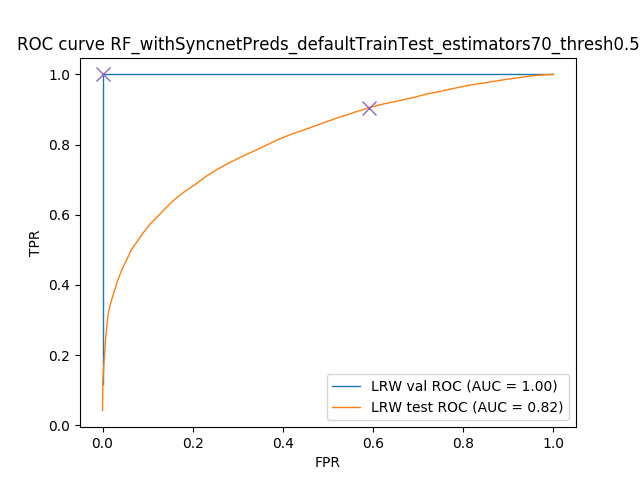 ROC curve RF_withSyncnetPreds_defaultTrainTest_estimators70_thresh0.5
1.0
0.8
0.6
0.4
0.2
0.0
TPR
0.0 0.2 0.4 0.6 0.8 1.0
FPR
LRW val ROC (AUC = 1.00)
LRW test ROC (AUC = 0.82)